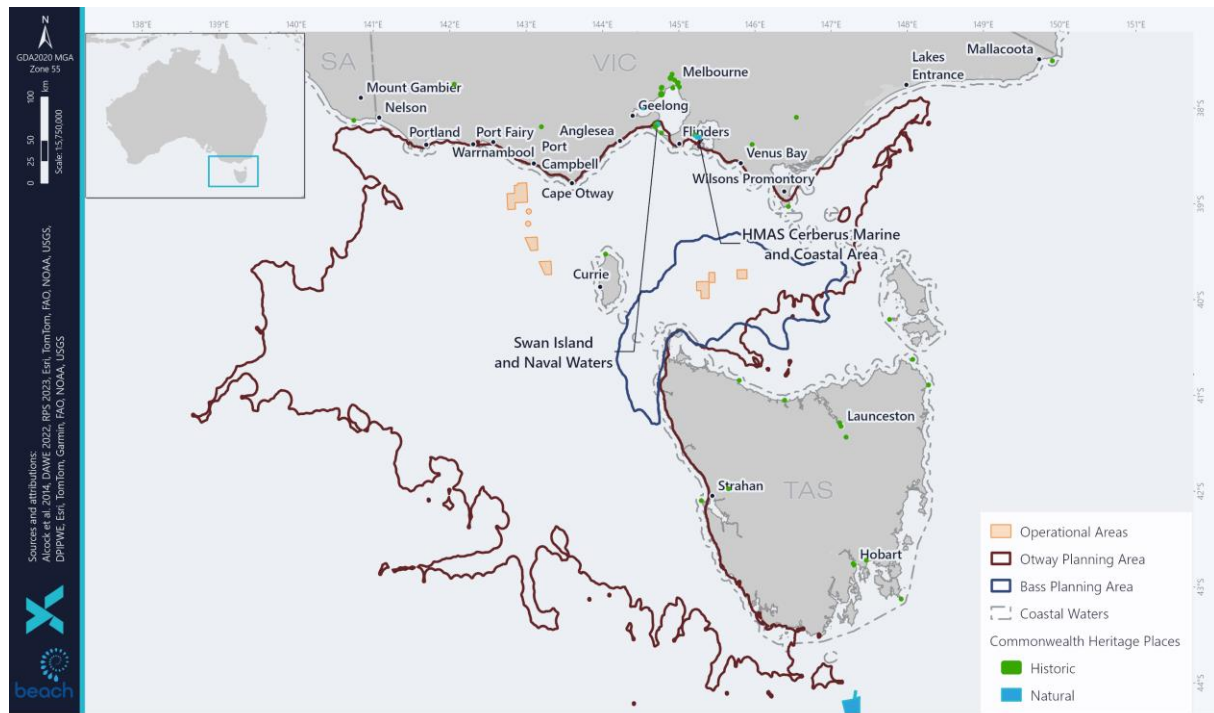 N
GDA2020 MGA
Zone 55
100
km
50
25
0
Scale: 1:5,750,000
Sources and attributions:
Alcock et al. 2014, DAWE 2022, RPS 2023, Esri, TomTom, FAO, NOAA, USGS,
DPIPWE, Esri, TomTom, Garmin, FAO, NOAA, USGS
beach
138°E
139°E
140°E
141°E
142°E
143°E
144°E
145°E
146°E
147°E
148°E
149°E
150°E
151°E
38°S
39°S
40°S
41°S
42°S
43°S
44°S
SA
VIC
TAS
Mount Gambier
Nelson
Portland
Port Fairy
Warrnambool
Port
Campbell
Cape Otway
Anglesea
Geelong
Melbourne
Flinders
Venus Bay
Wilsons Promontory
Lakes
Entrance
Mallacoota
HMAS Cerberus Marine
and Coastal Area
Currie
Swan Island
and Naval Waters
Launceston
Strahan
Hobart
Operational Areas
Otway Planning Area
Bass Planning Area
Coastal Waters
Commonwealth Heritage Places
Historic
Natural